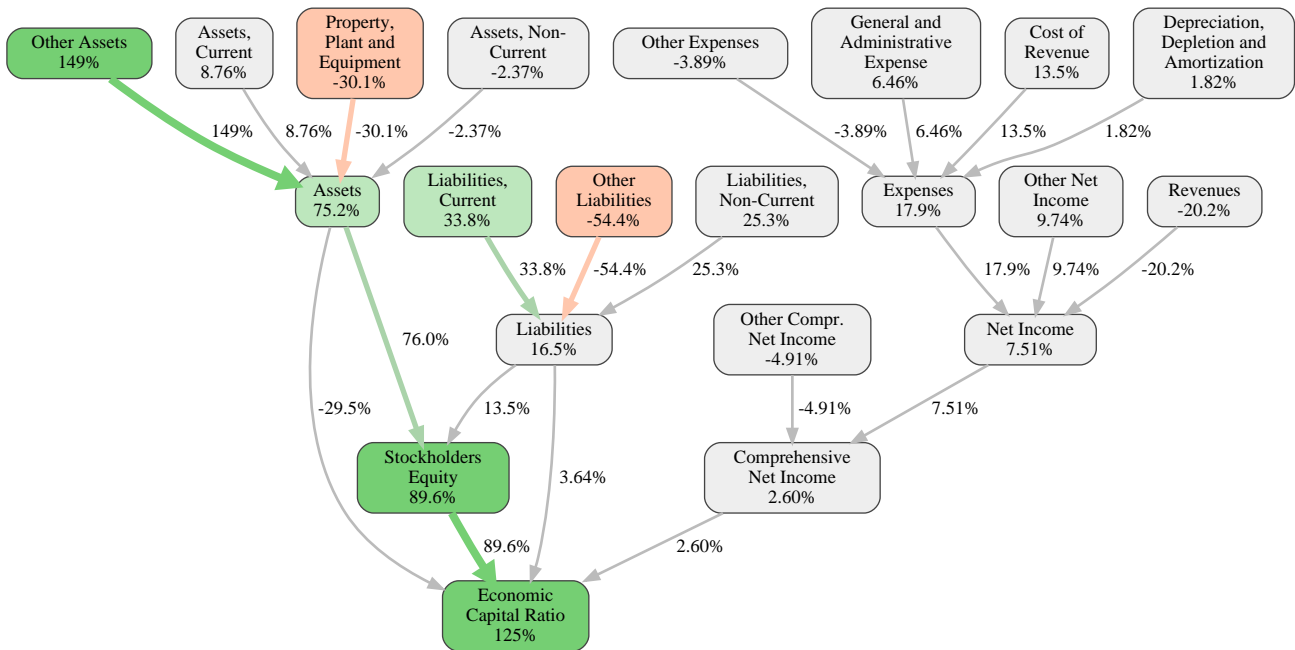 Other Assets
149%
Assets,
Current
8.76%
Property,
Plant and
Equipment
-30.1%
Assets, Non-
Current
-2.37%
Other Expenses
-3.89%
General and
Administrative
Expense
6.46%
Cost of
Revenue
13.5%
Depreciation,
Depletion and
Amortization
1.82%
149%
8.76%
-30.1%
-2.37%
-3.89%
6.46%
13.5%
1.82%
Assets
75.2%
Liabilities,
Current
33.8%
Other
Liabilities
-54.4%
Liabilities,
Non-Current
25.3%
Expenses
17.9%
Other Net
Income
9.74%
Revenues
-20.2%
33.8%
-54.4%
25.3%
17.9%
9.74%
-20.2%
76.0%
Liabilities
16.5%
Other Compr.
Net Income
-4.91%
Net Income
7.51%
-29.5%
13.5%
-4.91%
7.51%
Stockholders
Equity
89.6%
3.64%
Comprehensive
Net Income
2.60%
89.6%
2.60%
Economic
Capital Ratio
125%